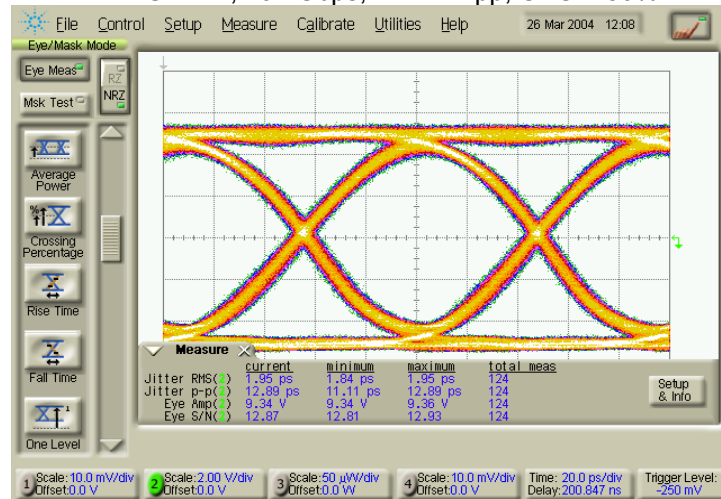 File Control Setup Measure Calibrate Utilities Help 26 Mar 2004 12:08
Eye/Mask Mode
Eye Meas
RZ
Msk Test
NRZ
Average
Power
Crossing
Percentage
Rise Time
Fall Time
One Level
Measure
current minimum maximum total meas
Jitter RMS(2) 1.95 ps 1.84 ps 1.95 ps 124
Jitter p-p(2) 12.89 ps 11.11 ps 12.89 ps 124
Eye Amp(2) 9.34 V 9.34 V 9.36 V 124
Eye S/N(2) 12.87 12.81 12.93 124
Setup
& Info
1 Scale:10.0 mV/div Offset:0.0 V
2 Scale:2.00 V/div Offset:0.0 V
3 Scale:50 µW/div Offset:0.0 W
4 Scale:10.0 mV/div Offset:0.0 V
Time: 20.0 ps/div Delay:200.847 ns
Trigger Level: -250 mV